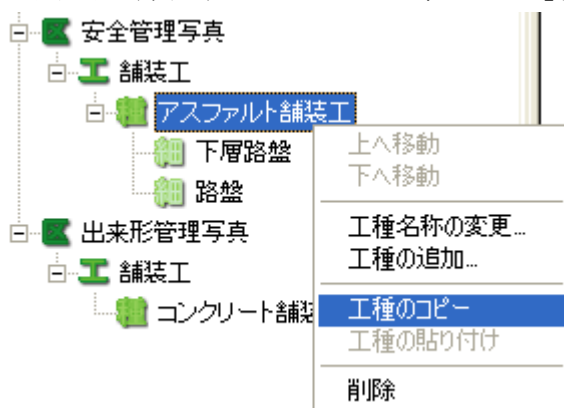 安全管理写真
舗装工
アスファルト舗装工
下層路盤
路盤
出来形管理写真
舗装工
コンクリート舗装
上へ移動
下へ移動
工種名称の変更...
工種の追加...
工種のコピー
工種の貼り付け
削除